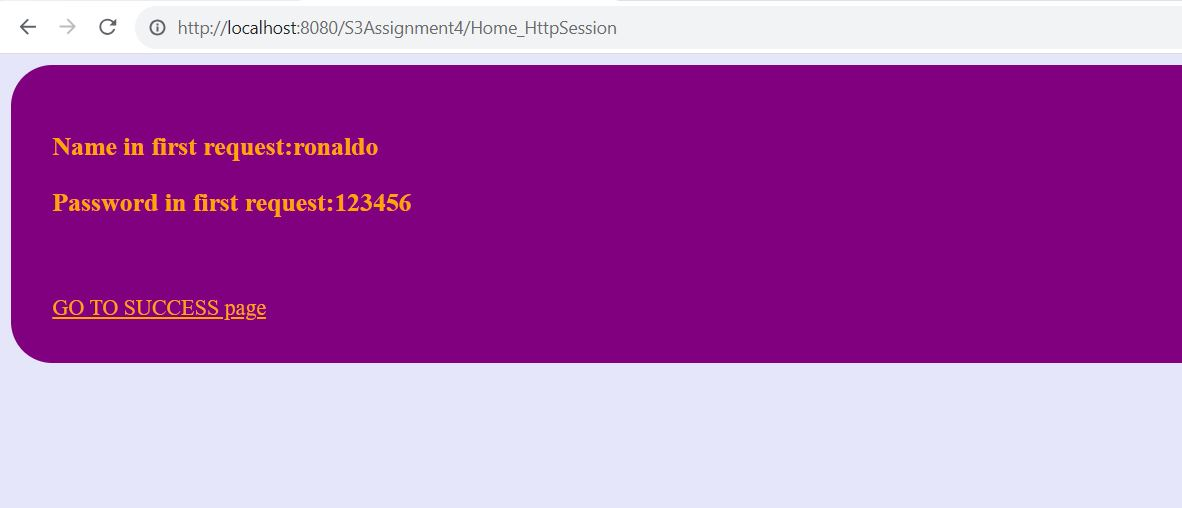 http://localhost:8080/S3Assignment4/Home_HttpSession
Name in first request:ronaldo
Password in first request:123456
GO TO SUCCESS page